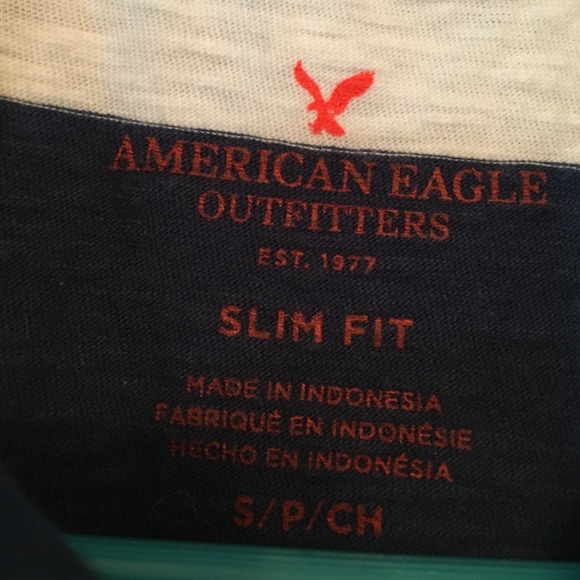 AMERICAN EAGLE
OUTFITTERS
EST. 1977
SLIM FIT
MADE IN INDONESIA
FABRIQUÉ EN INDONÉSIE
HECHO EN INDONÉSIA
S/P/CH